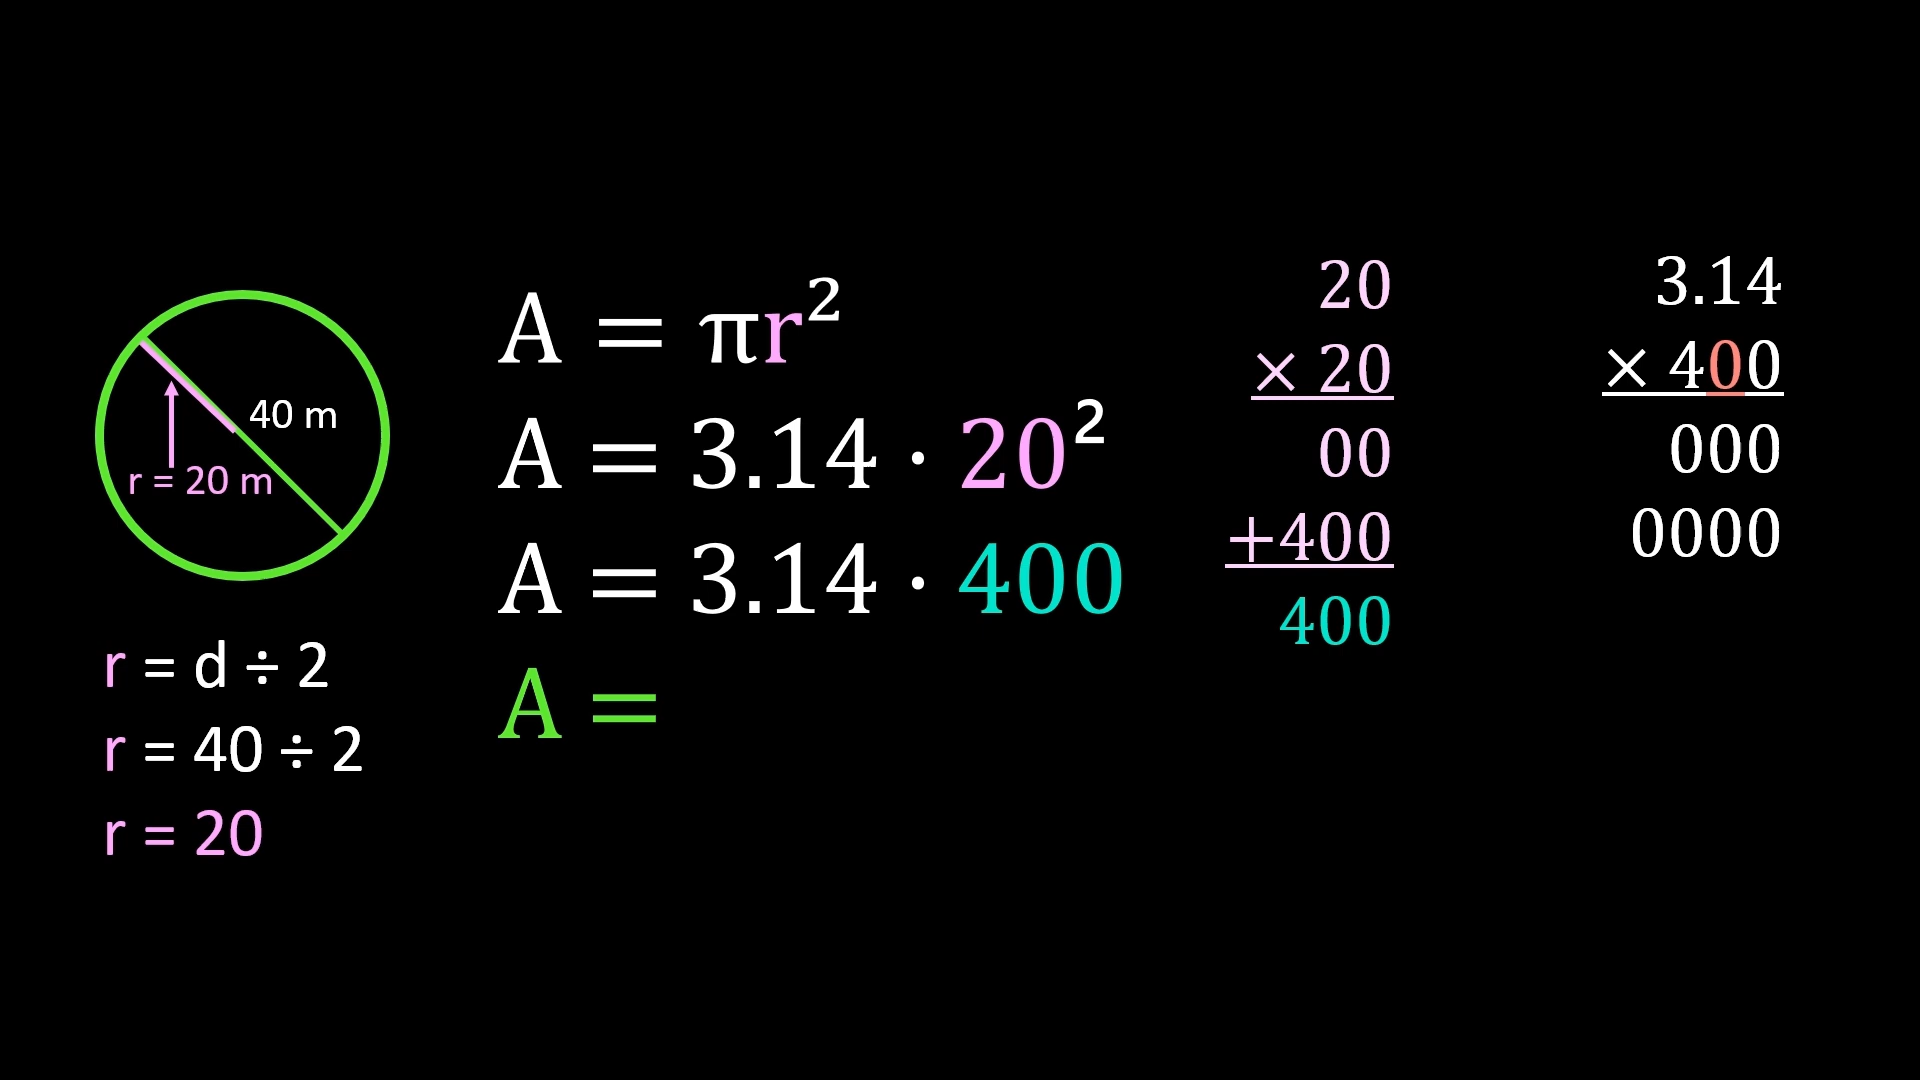 40 m
r = 20 m
r = d ÷ 2
r = 40 ÷ 2
r = 20
A = πr²
A = 3.14 · 20²
A = 3.14 · 400
A =
20
× 20
00
+400
400
3.14
× 400
000
0000